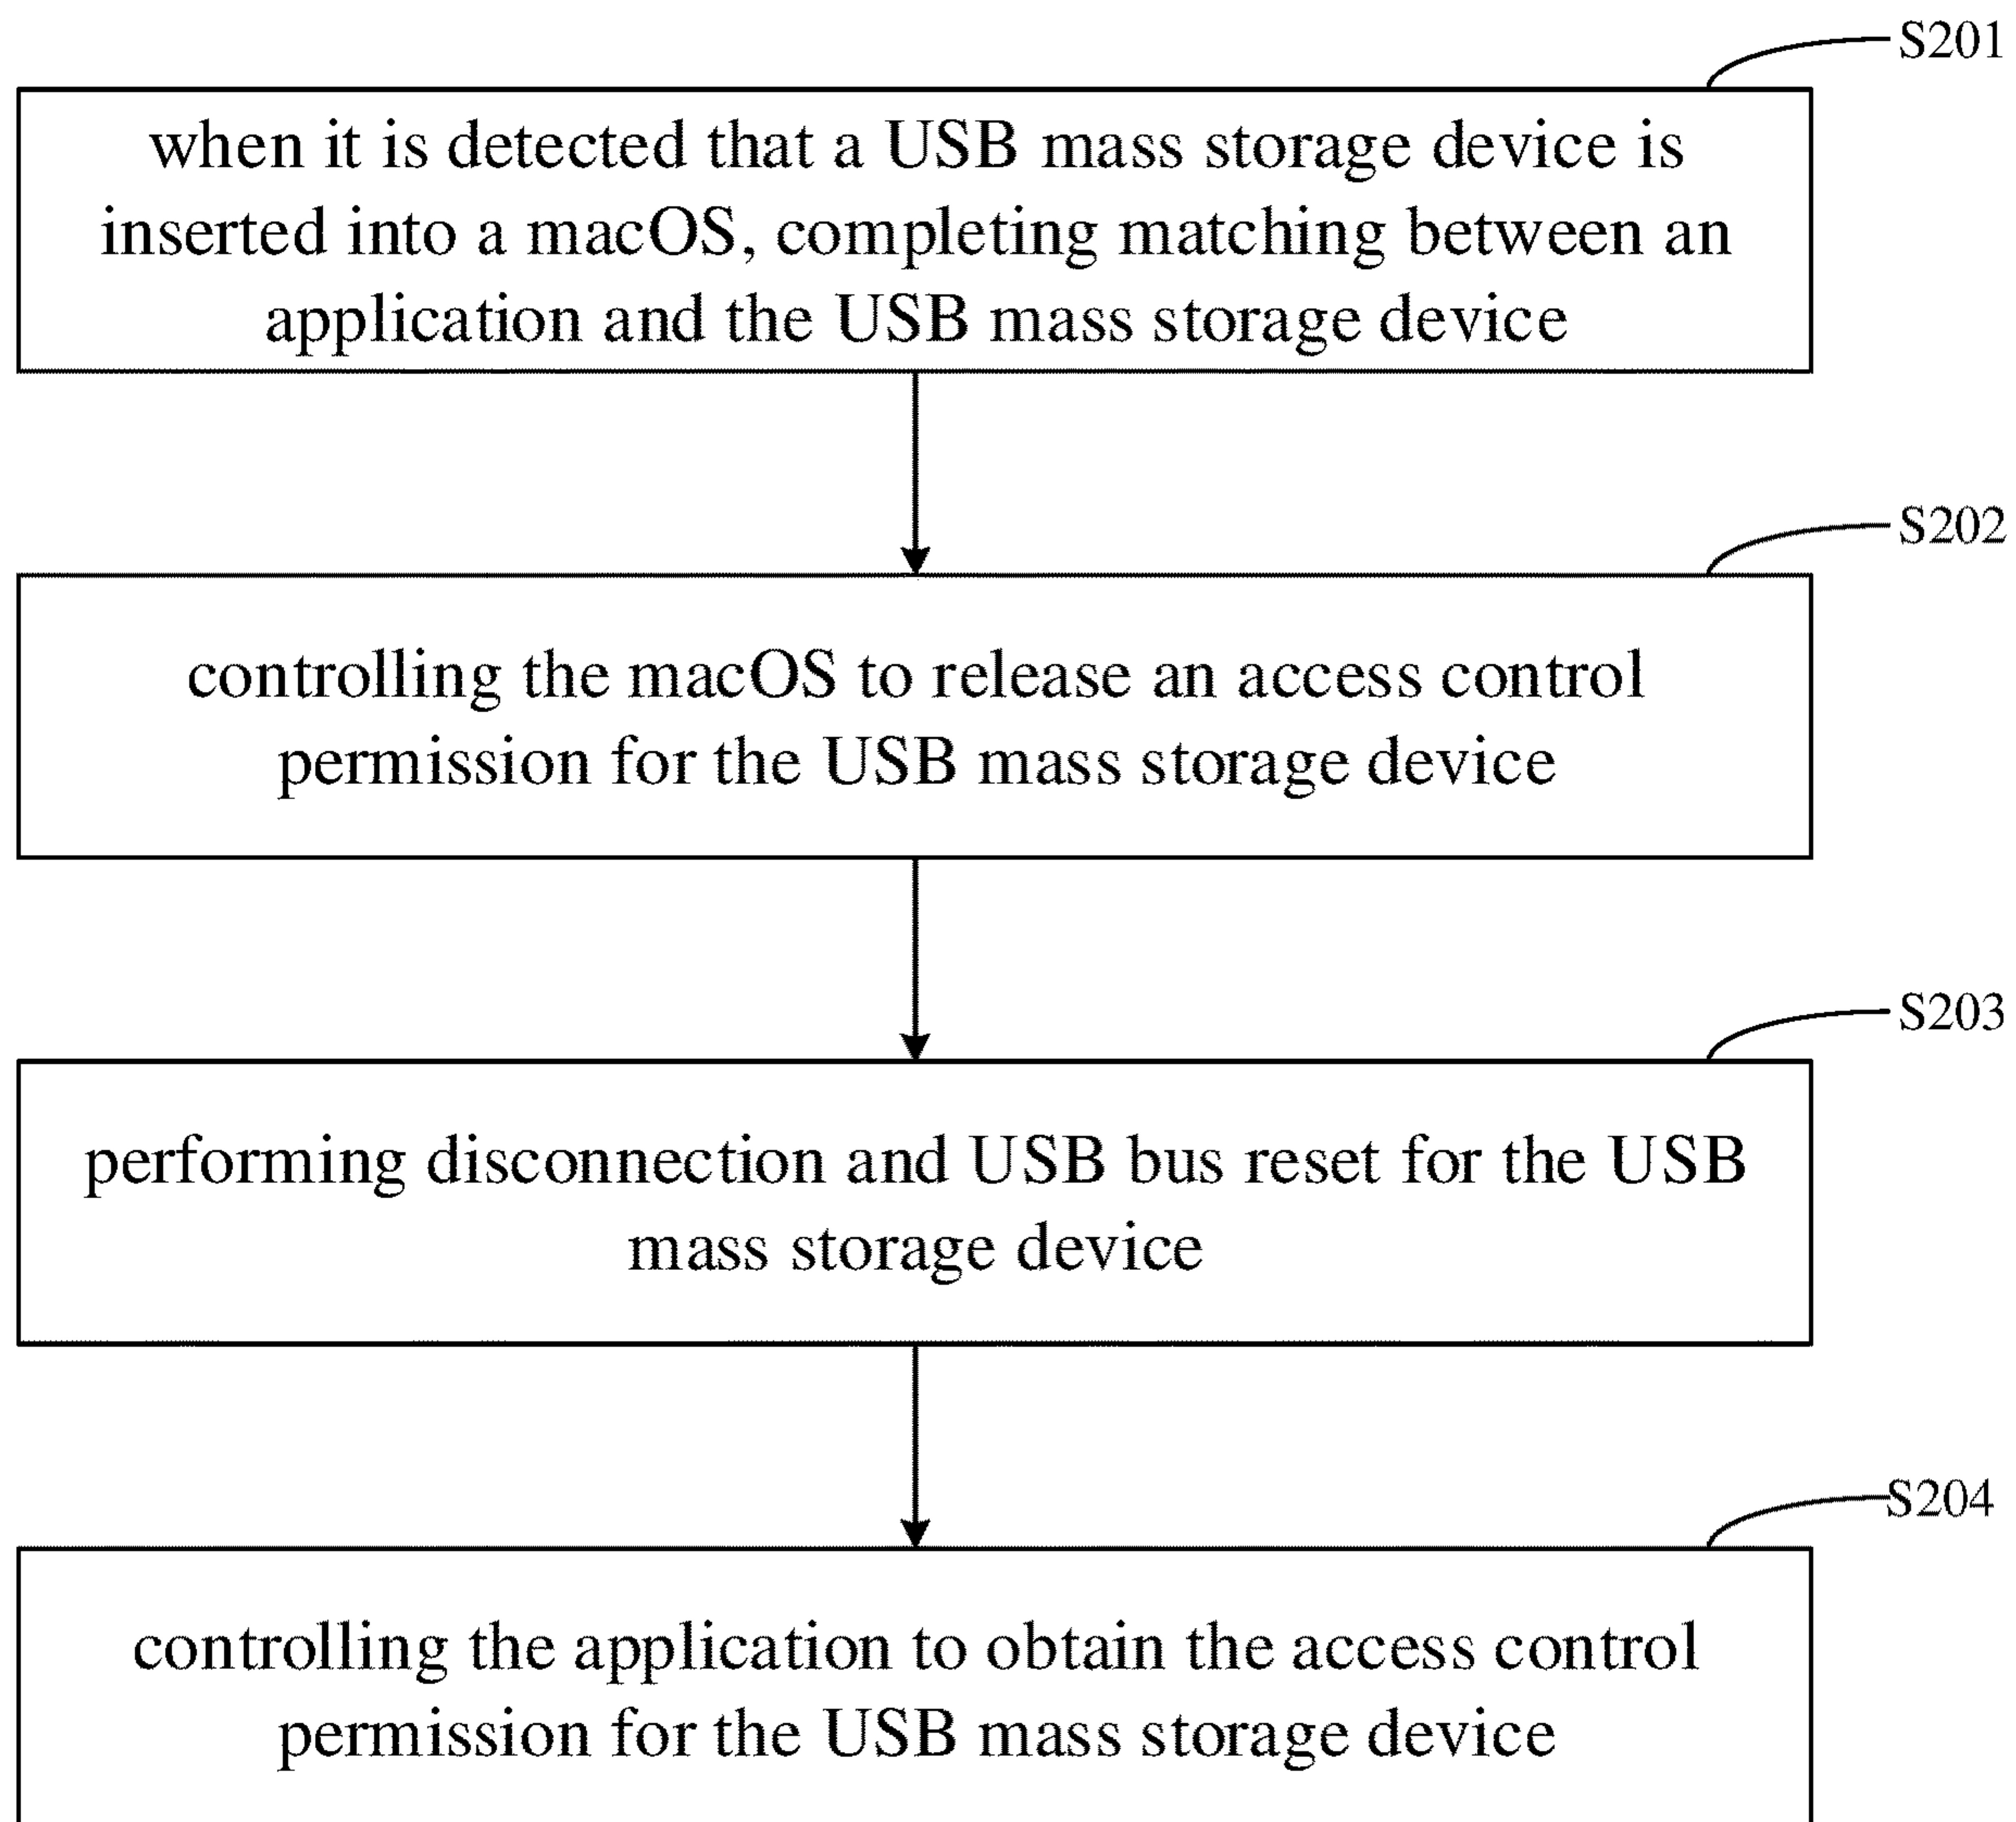 S201
when it is detected that a USB mass storage device is
inserted into a macOS, completing matching between an
application and the USB mass storage device
S202
controlling the macOS to release an access control
permission for the USB mass storage device
S203
performing disconnection and USB bus reset for the USB
mass storage device
S204
controlling the application to obtain the access control
permission for the USB mass storage device